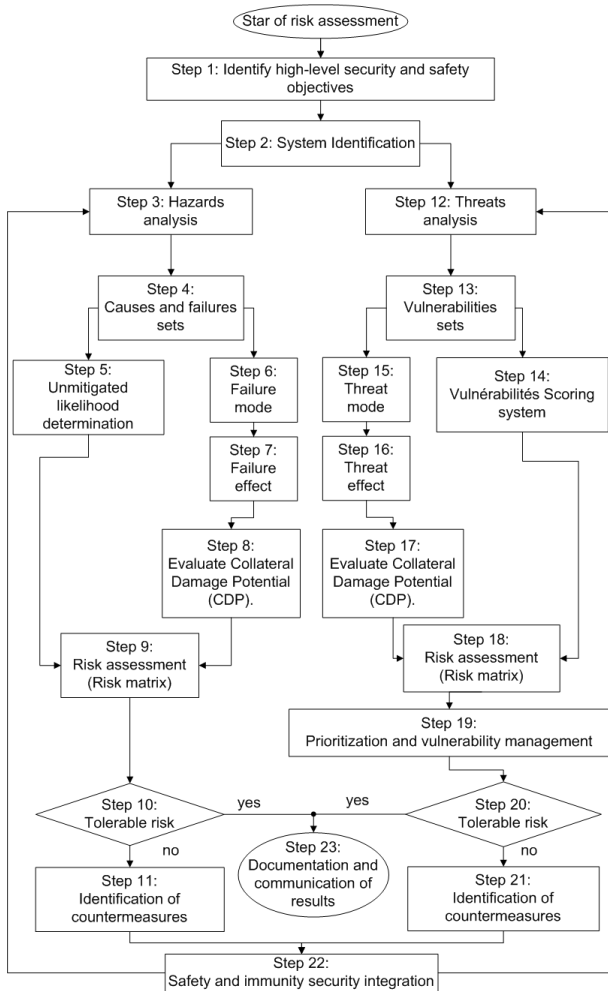 Star of risk assessment
Step 1: Identify high-level security and safety
objectives
Step 2: System Identification
Step 3: Hazards
analysis
Step 12: Threats
analysis
Step 4:
Causes and failures
sets
Step 13:
Vulnerabilities
sets
Step 5:
Unmitigated
likelihood
determination
Step 6:
Failure
mode
Step 15:
Threat
mode
Step 14:
Vulnérabilités Scoring
system
Step 7:
Failure
effect
Step 16:
Threat
effect
Step 8:
Evaluate Collateral
Damage Potential
(CDP).
Step 17:
Evaluate Collateral
Damage Potential
(CDP).
Step 9:
Risk assessment
(Risk matrix)
Step 18:
Risk assessment
(Risk matrix)
Step 19:
Prioritization and vulnerability management
Step 10:
Tolerable risk
yes
yes
Step 20:
Tolerable risk
no
no
Step 23:
Documentation and
communication of
results
Step 11:
Identification of
countermeasures
Step 21:
Identification of
countermeasures
Step 22:
Safety and immunity security integration